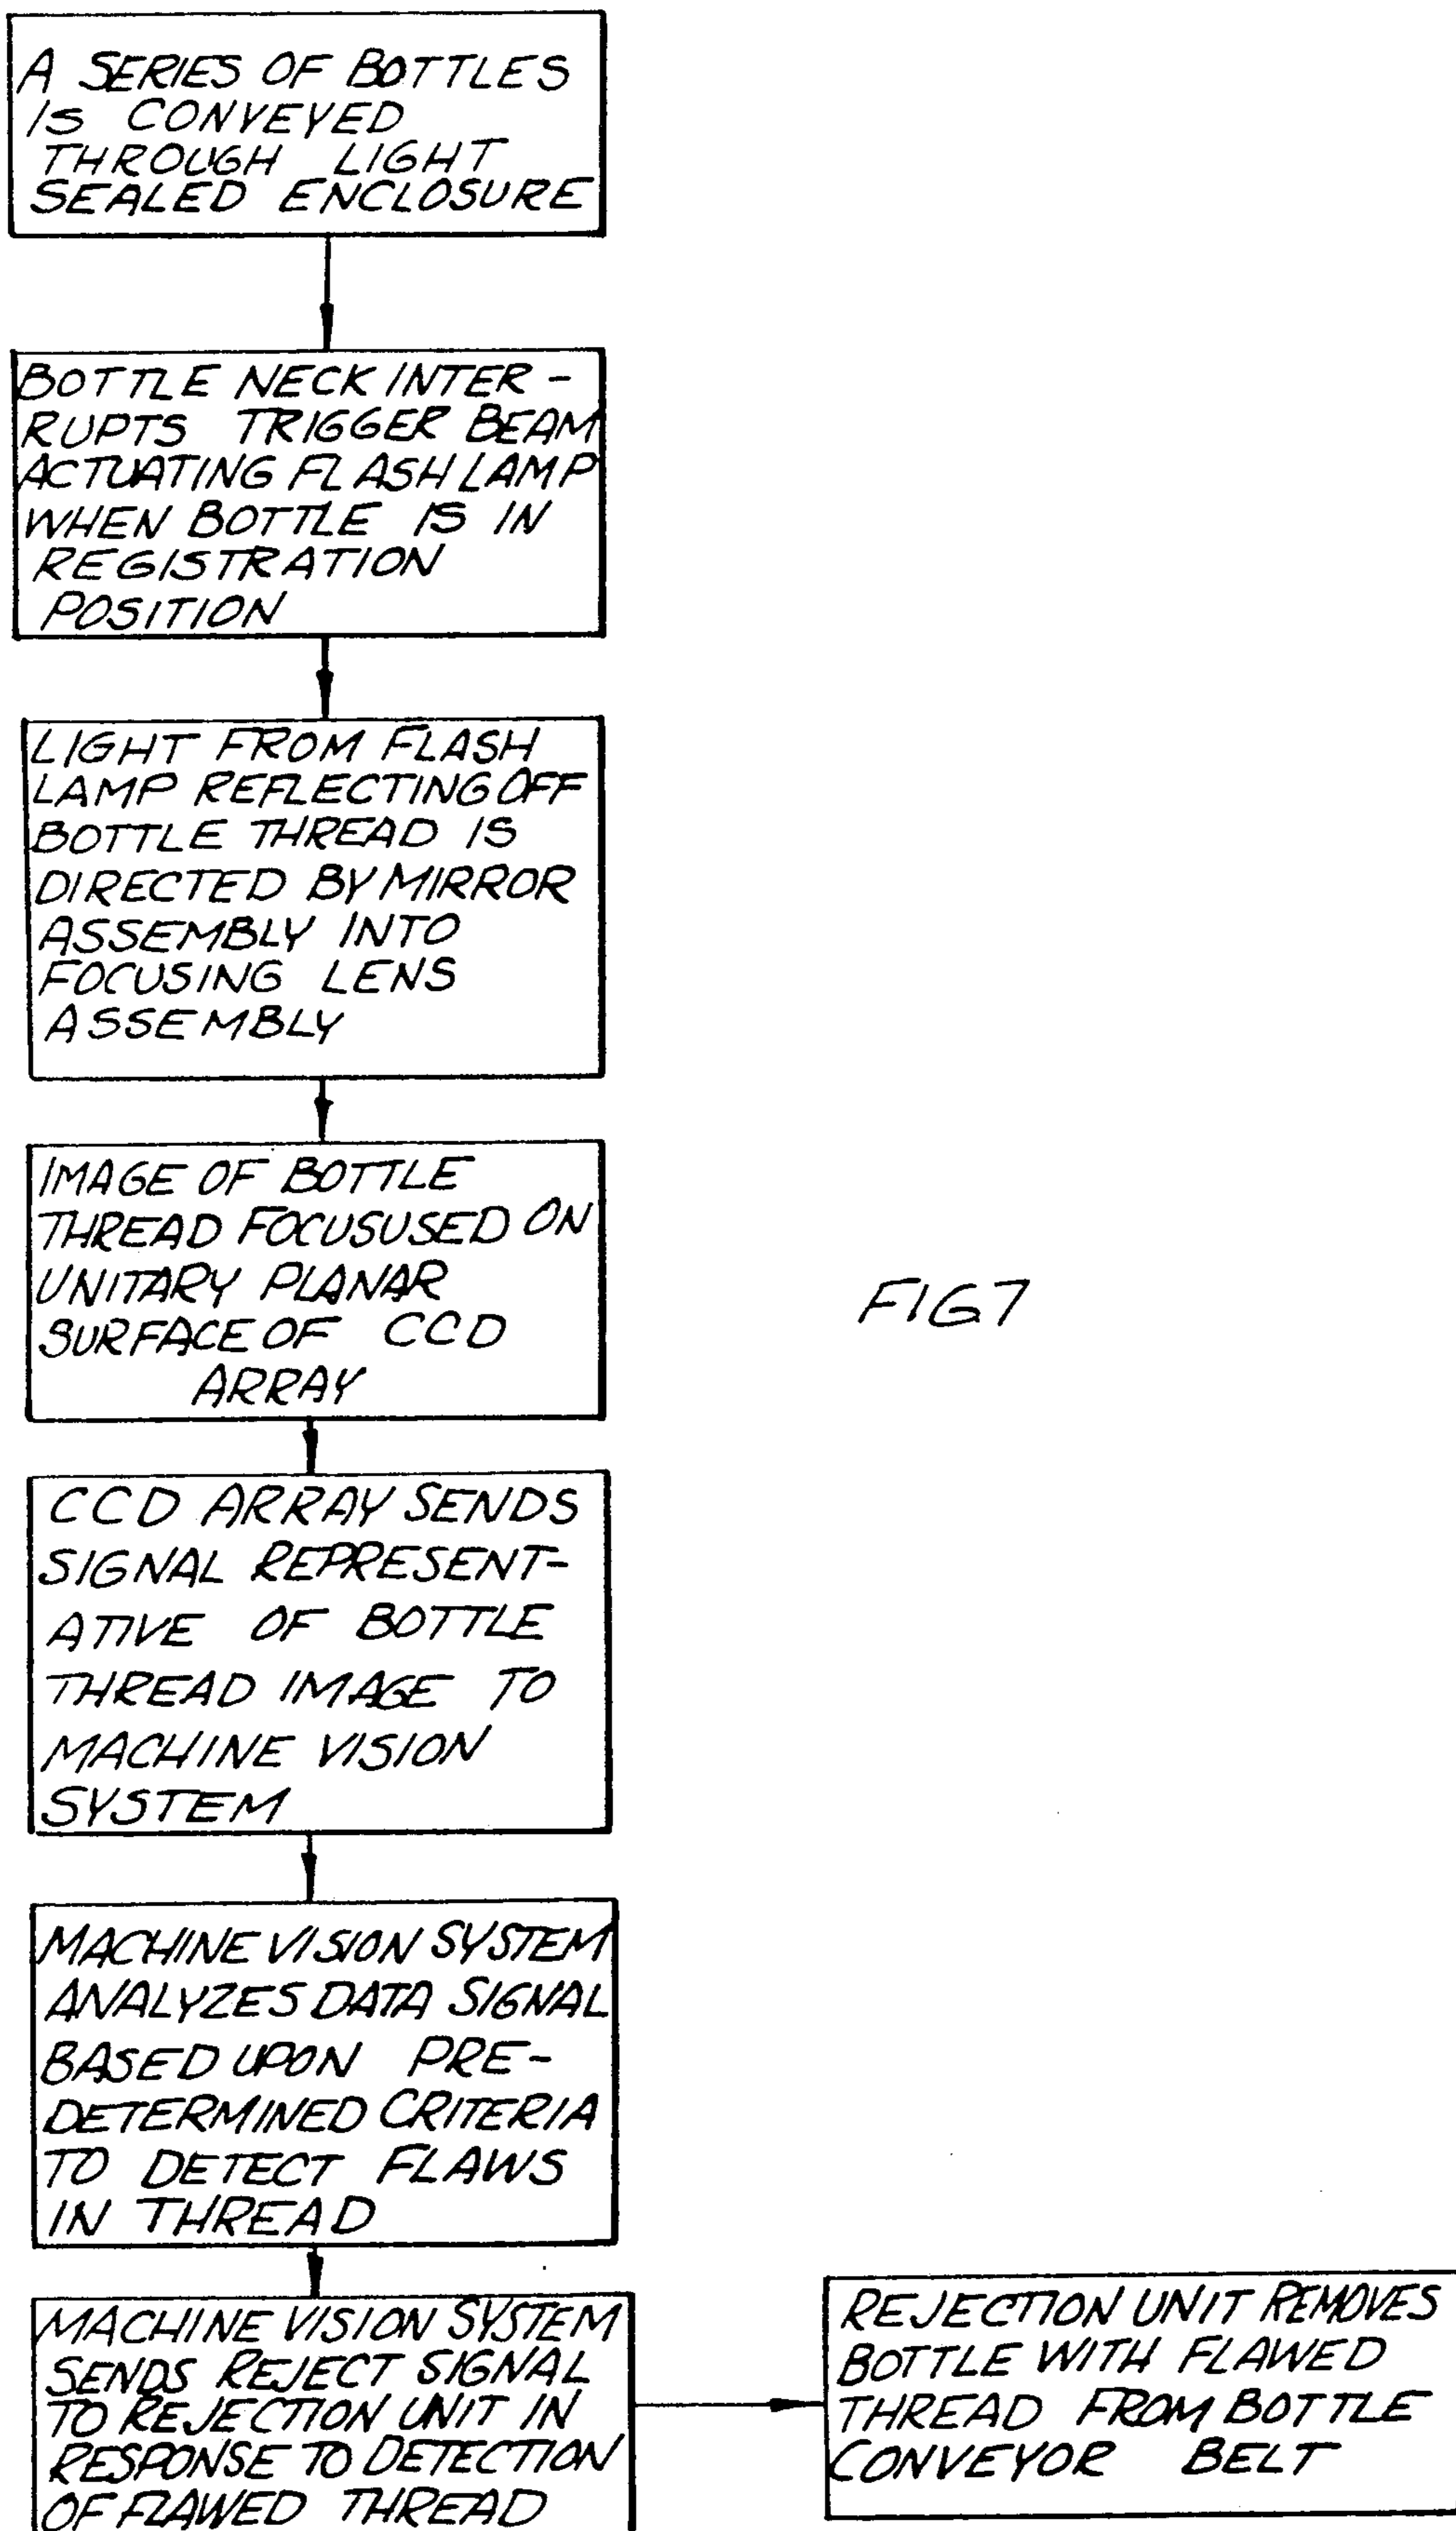 A SERIES OF BOTTLES
IS CONVEYED
THROUGH LIGHT
SEALED ENCLOSURE
BOTTLE NECK INTER-
RUPTS TRIGGER BEAM
ACTUATING FLASH LAMP
WHEN BOTTLE IS IN
REGISTRATION
POSITION
LIGHT FROM FLASH
LAMP REFLECTING OFF
BOTTLE THREAD IS
DIRECTED BY MIRROR
ASSEMBLY INTO
FOCUSING LENS
ASSEMBLY
IMAGE OF BOTTLE
THREAD FOCUSUSED ON
UNITARY PLANAR
SURFACE OF CCD
ARRAY
FIG 7
CCD ARRAY SENDS
SIGNAL REPRESENT-
ATIVE OF BOTTLE
THREAD IMAGE TO
MACHINE VISION
SYSTEM
MACHINE VISION SYSTEM
ANALYZES DATA SIGNAL
BASED UPON PRE-
DETERMINED CRITERIA
TO DETECT FLAWS
IN THREAD
MACHINE VISION SYSTEM
SENDS REJECT SIGNAL
TO REJECTION UNIT IN
RESPONSE TO DETECTION
OF FLAWED THREAD
REJECTION UNIT REMOVES
BOTTLE WITH FLAWED
THREAD FROM BOTTLE
CONVEYOR BELT